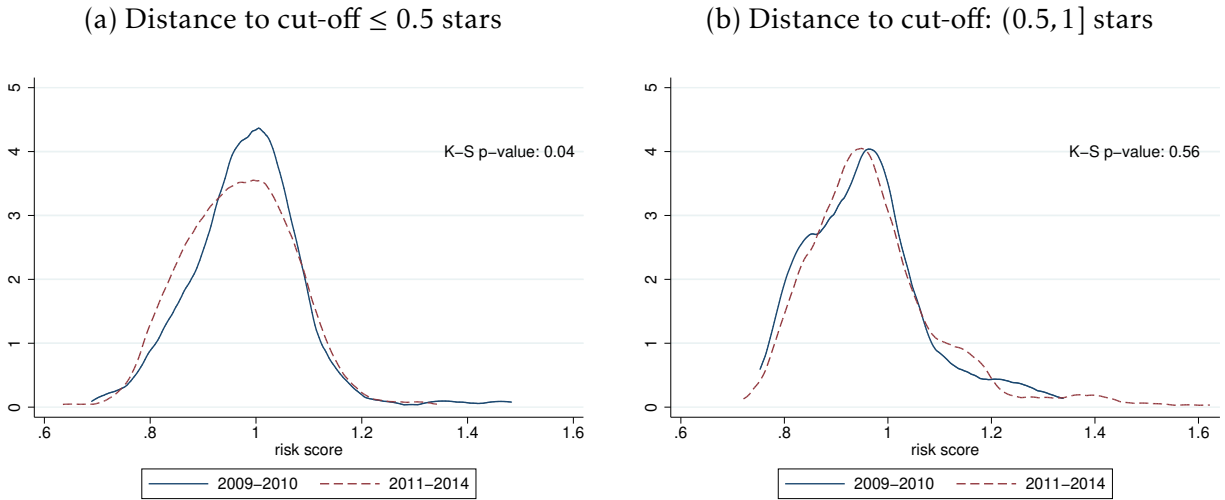 (a) Distance to cut-off ≤ 0.5 stars
5
4
3
2
1
0
K–S p–value: 0.04
.6 .8 1 1.2 1.4 1.6
risk score
2009–2010 2011–2014
(b) Distance to cut-off: (0.5, 1] stars
5
4
3
2
1
0
K–S p–value: 0.56
.6 .8 1 1.2 1.4 1.6
risk score
2009–2010 2011–2014